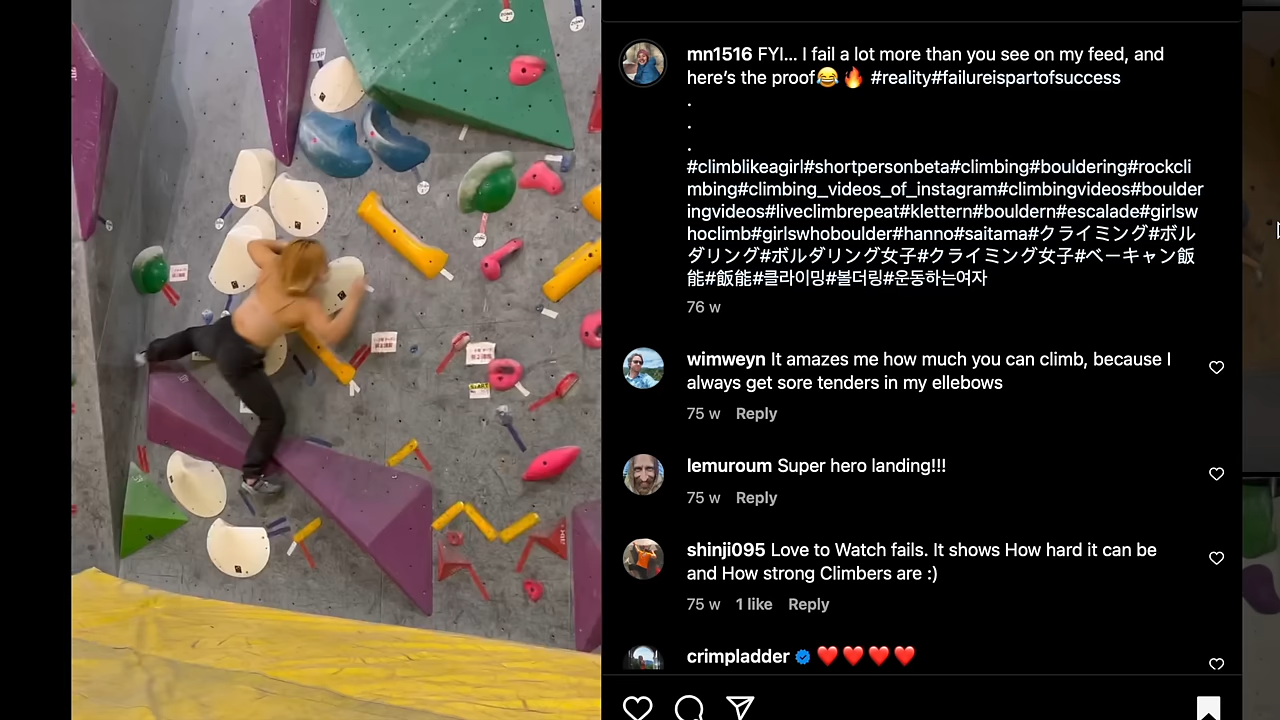 ZONE
2
ZONE
2
TOP
mn1516 FYI... I fail a lot more than you see on my feed, and
here's the proof😂🔥 #reality#failureispartofsuccess
.
.
.
#climblikeagirl#shortpersonbeta#climbing#bouldering#rockcli
mbing#climbing_videos_of_instagram#climbingvideos#boulder
ingvideos#liveclimbrepeat#klettern#bouldern#escalade#girlsw
hoclimb#girlswhoboulder#hanno#saitama#クライミング#ボル
ダリング#ボルダリング女子#クライミング女子#ベーキャン飯
能#飯能#클라이밍#볼더링#운동하는여자
76 w
wimweyn It amazes me how much you can climb, because I
always get sore tenders in my ellebows
75 w Reply
START
lemuroum Super hero landing!!!
75 w Reply
shinji095 Love to Watch fails. It shows How hard it can be
and How strong Climbers are :)
75 w 1 like Reply
crimpladder ❤️❤️❤️❤️